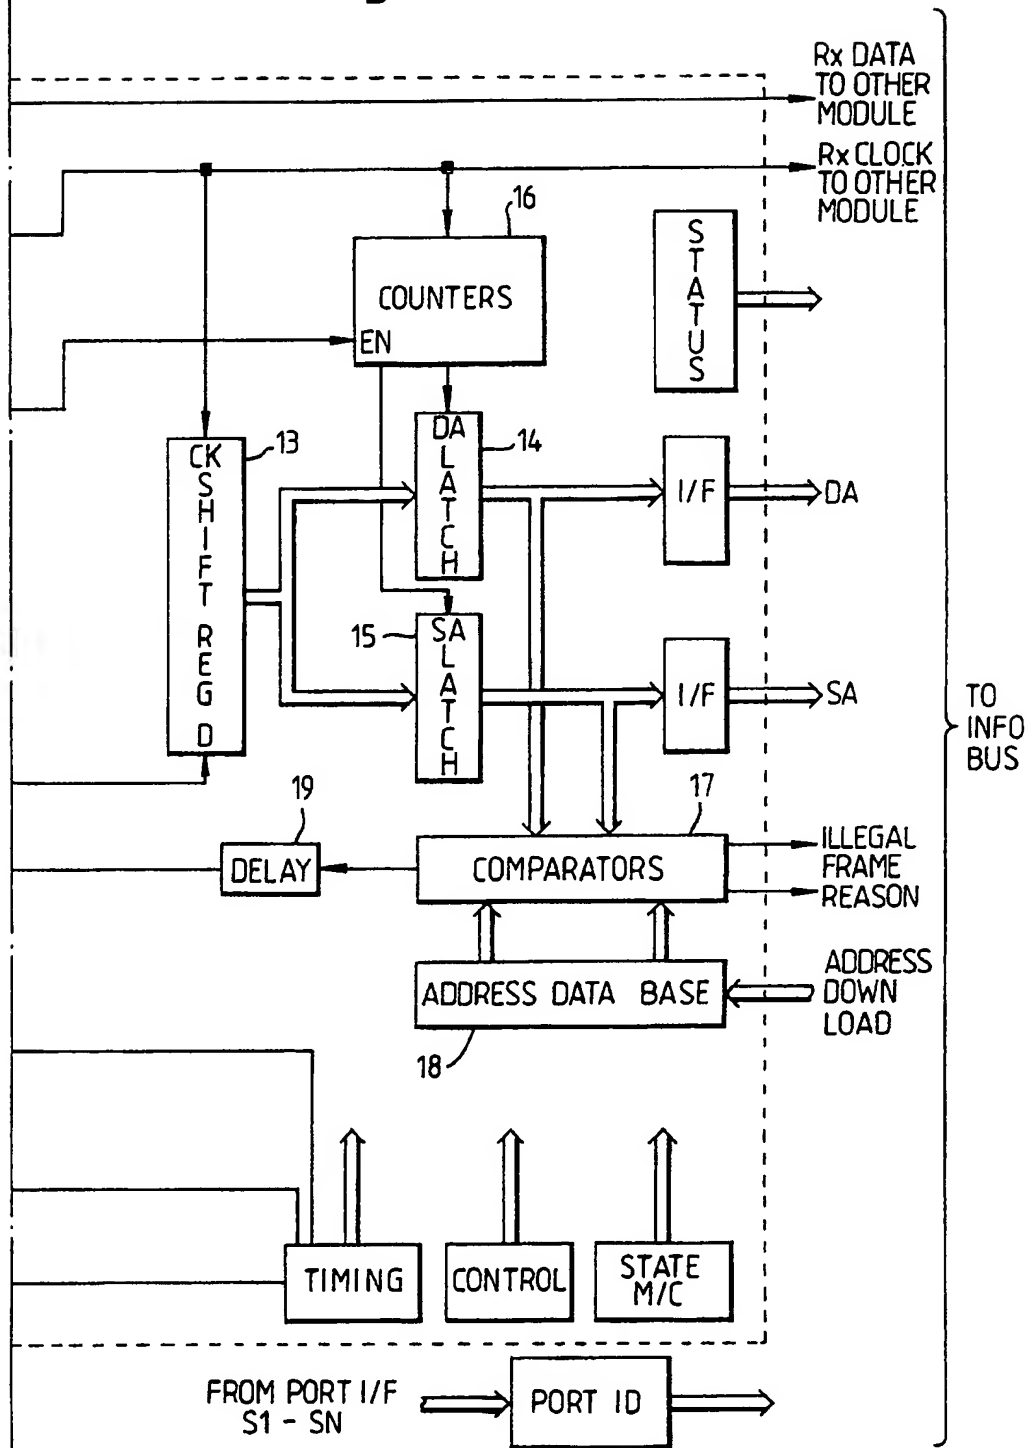 Rx DATA
TO OTHER
MODULE
Rx CLOCK
TO OTHER
MODULE
16
STATUS
COUNTERS
EN
DA LATCH
14
13
CK SHIFT REG D
I/F
DA
15
SA LATCH
I/F
SA
TO
INFO
BUS
19
17
DELAY
COMPARATORS
ILLEGAL
FRAME
REASON
ADDRESS DATA BASE
ADDRESS
DOWN
LOAD
18
TIMING
CONTROL
STATE
M/C
FROM PORT I/F
S1 - SN
PORT ID